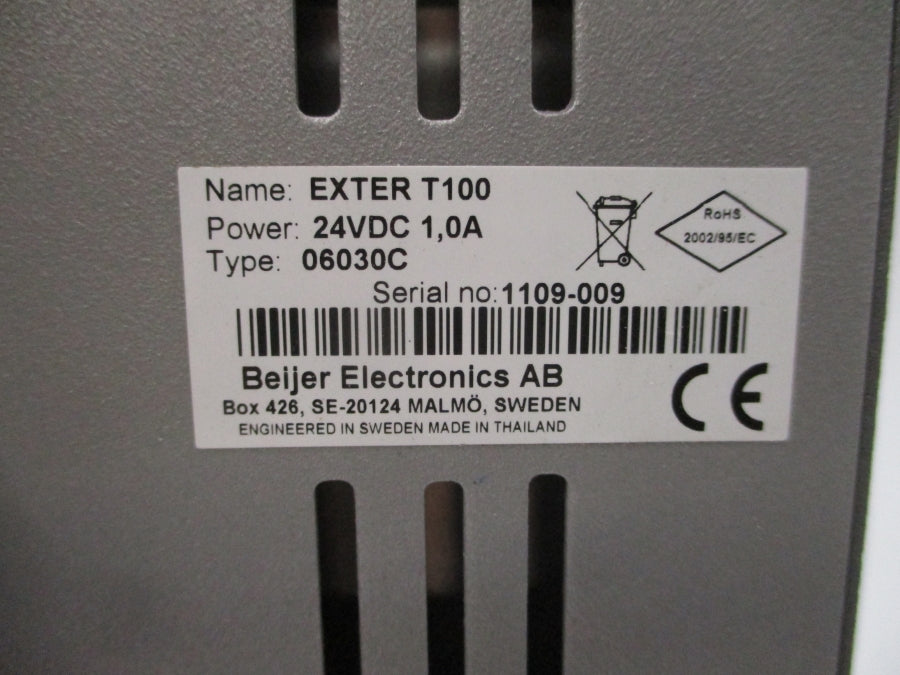 Name: EXTER T100
Power: 24VDC 1,0A
Type: 06030C
RoHS
2002/95/EC
Serial no:1109-009
Beijer Electronics AB
Box 426, SE-20124 MALMÖ, SWEDEN
ENGINEERED IN SWEDEN MADE IN THAILAND
CE